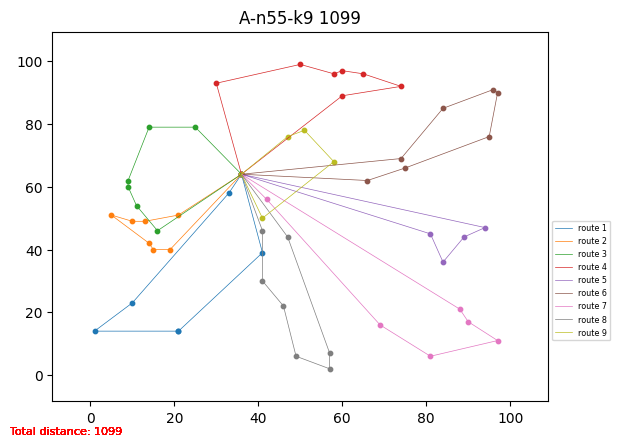 A-n55-k9 1099
100
80
60
40
20
0
0 20 40 60 80 100
route 1
route 2
route 3
route 4
route 5
route 6
route 7
route 8
route 9
Total distance: 1099